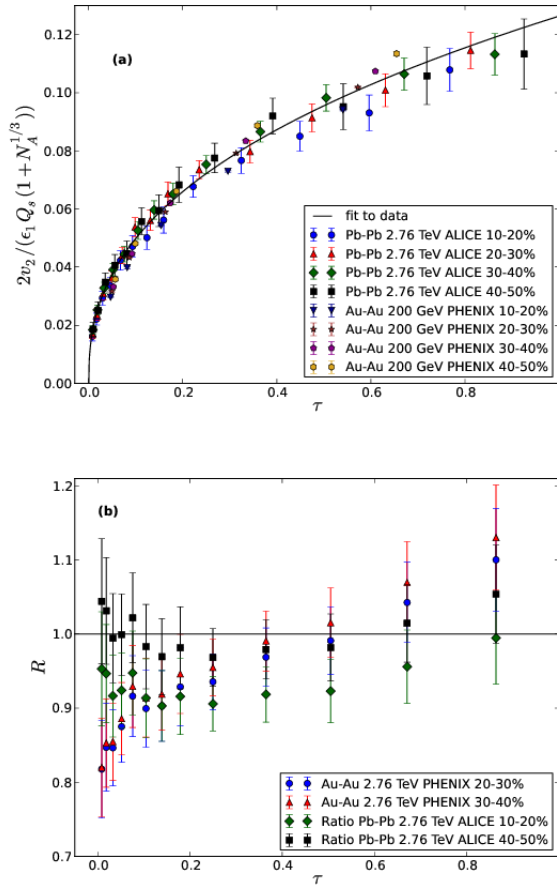 (a)
0.12
0.10
0.08
0.06
0.04
0.02
0.00
2v₂/(ϵ₁ Q_s (1+N_A^{1/3}))
fit to data
Pb-Pb 2.76 TeV ALICE 10-20%
Pb-Pb 2.76 TeV ALICE 20-30%
Pb-Pb 2.76 TeV ALICE 30-40%
Pb-Pb 2.76 TeV ALICE 40-50%
Au-Au 200 GeV PHENIX 10-20%
Au-Au 200 GeV PHENIX 20-30%
Au-Au 200 GeV PHENIX 30-40%
Au-Au 200 GeV PHENIX 40-50%
0.0 0.2 0.4 0.6 0.8
τ
(b)
1.2
1.1
1.0
0.9
0.8
0.7
R
Au-Au 2.76 TeV PHENIX 20-30%
Au-Au 2.76 TeV PHENIX 30-40%
Ratio Pb-Pb 2.76 TeV ALICE 10-20%
Ratio Pb-Pb 2.76 TeV ALICE 40-50%
0.0 0.2 0.4 0.6 0.8
τ